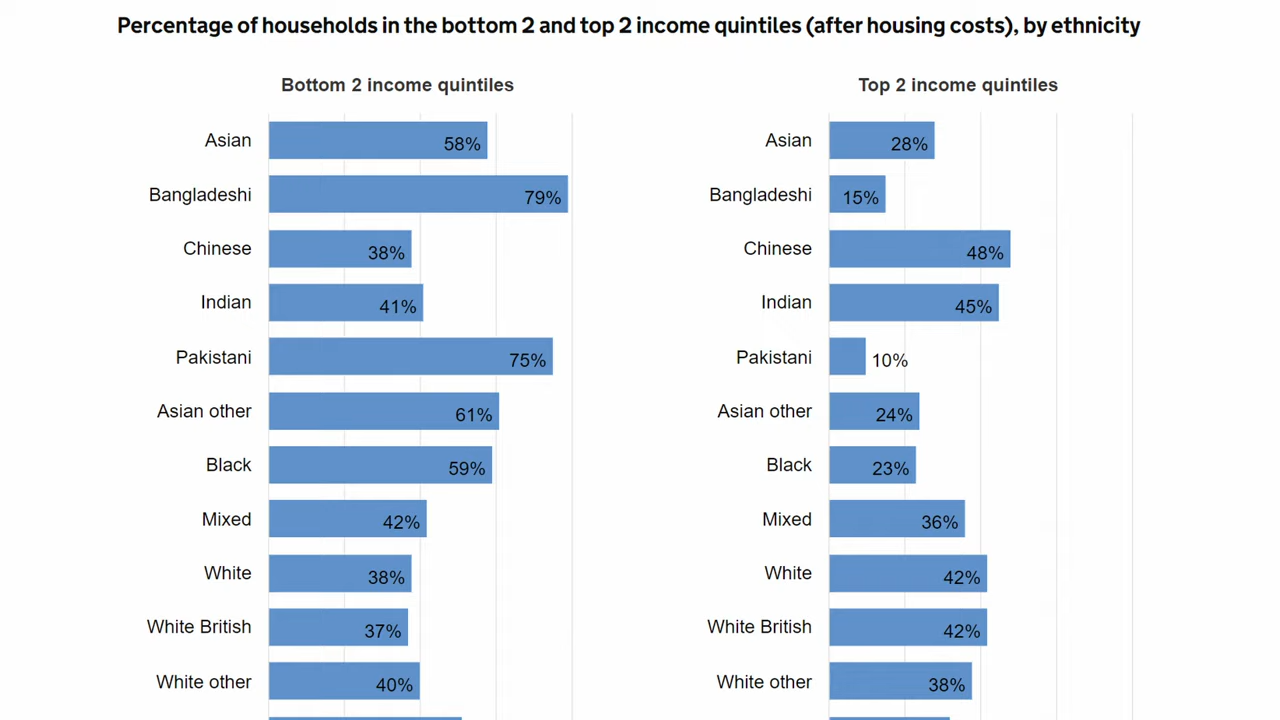 Percentage of households in the bottom 2 and top 2 income quintiles (after housing costs), by ethnicity
Bottom 2 income quintiles
Asian 58%
Bangladeshi 79%
Chinese 38%
Indian 41%
Pakistani 75%
Asian other 61%
Black 59%
Mixed 42%
White 38%
White British 37%
White other 40%
Top 2 income quintiles
Asian 28%
Bangladeshi 15%
Chinese 48%
Indian 45%
Pakistani 10%
Asian other 24%
Black 23%
Mixed 36%
White 42%
White British 42%
White other 38%